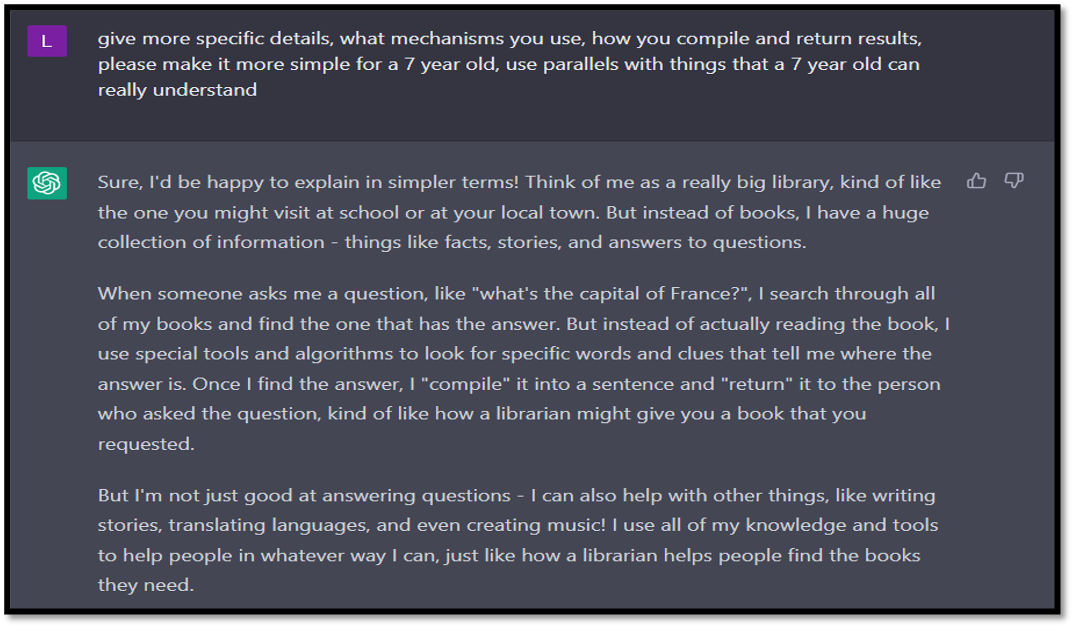 L
give more specific details, what mechanisms you use, how you compile and return results,
please make it more simple for a 7 year old, use parallels with things that a 7 year old can
really understand
Sure, I'd be happy to explain in simpler terms! Think of me as a really big library, kind of like
the one you might visit at school or at your local town. But instead of books, I have a huge
collection of information - things like facts, stories, and answers to questions.
When someone asks me a question, like "what's the capital of France?", I search through all
of my books and find the one that has the answer. But instead of actually reading the book, I
use special tools and algorithms to look for specific words and clues that tell me where the
answer is. Once I find the answer, I "compile" it into a sentence and "return" it to the person
who asked the question, kind of like how a librarian might give you a book that you
requested.
But I'm not just good at answering questions - I can also help with other things, like writing
stories, translating languages, and even creating music! I use all of my knowledge and tools
to help people in whatever way I can, just like how a librarian helps people find the books
they need.